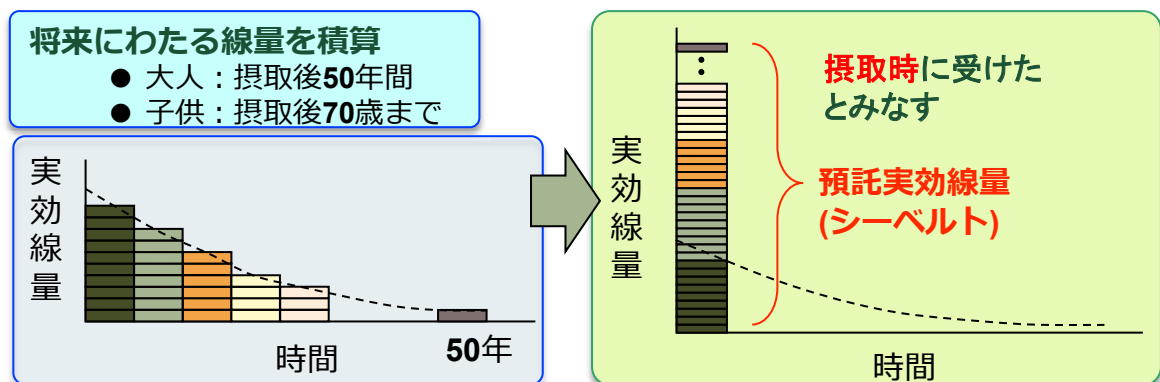 将来にわたる線量を積算
● 大人：摂取後50年間
● 子供：摂取後70歳まで
実効線量
時間
50年
実効線量
摂取時に受けた
とみなす
預託実効線量
(シーベルト)
時間